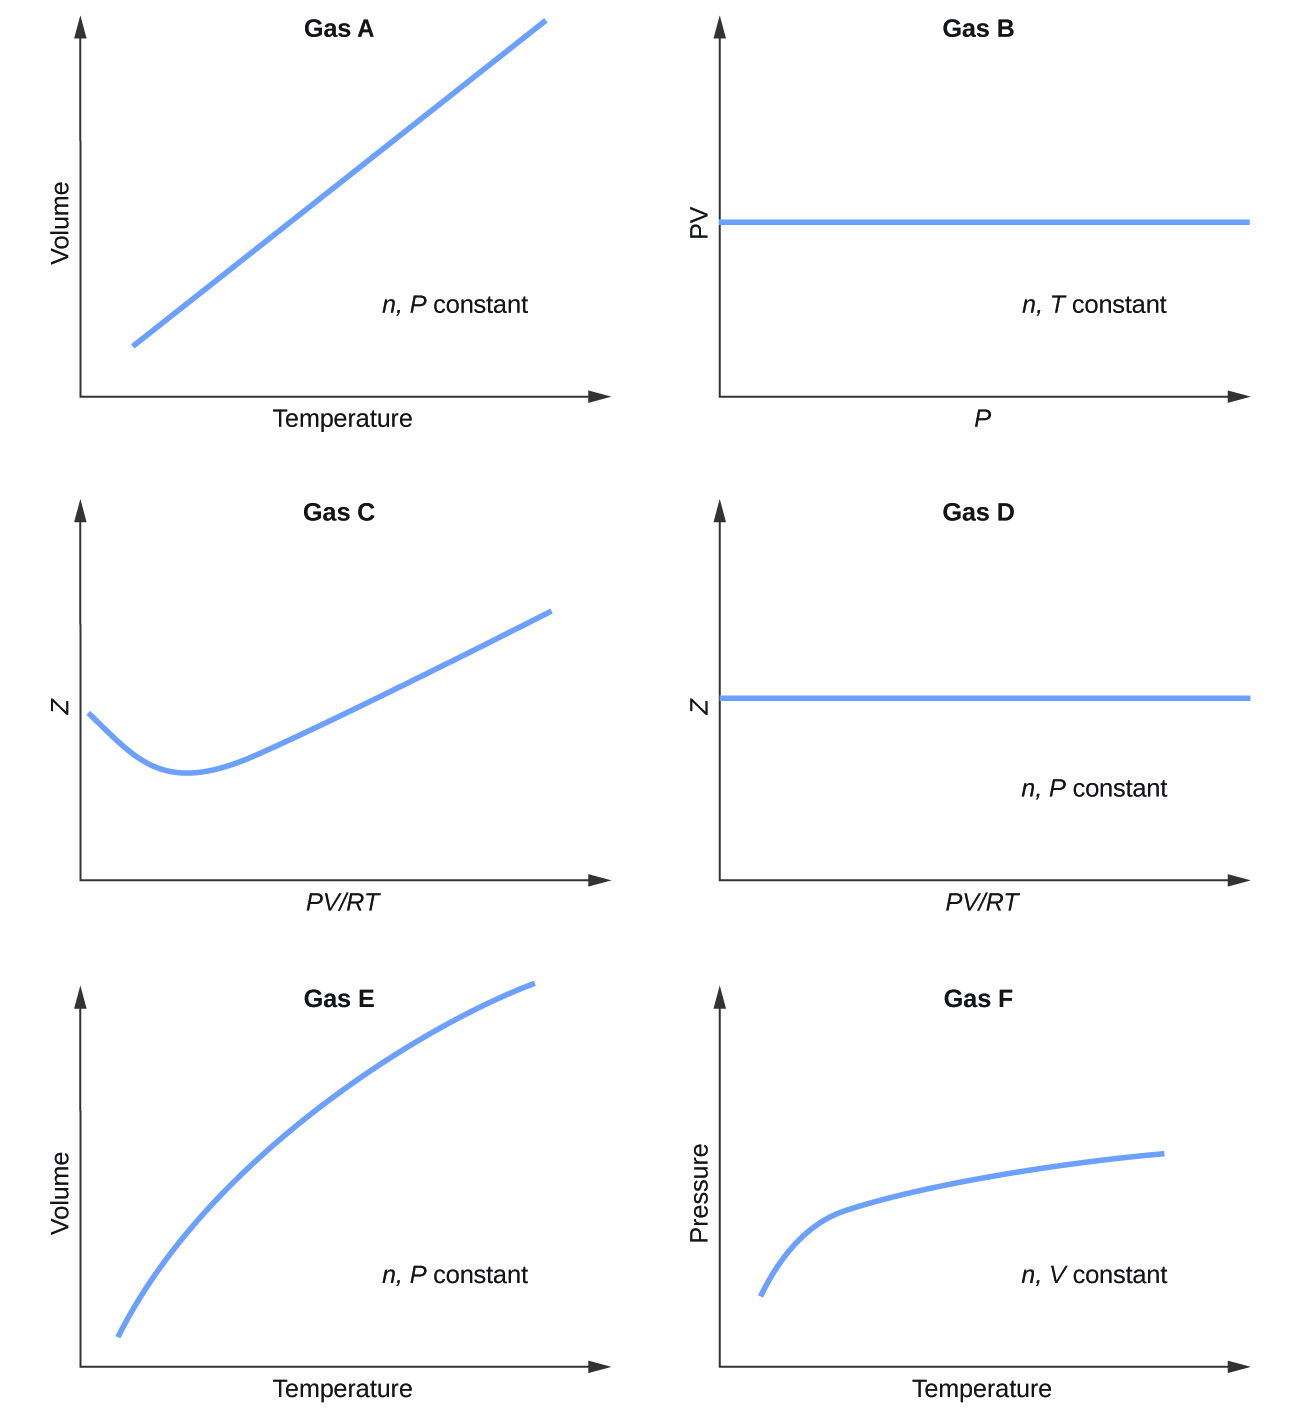 Gas A
Volume
n, P constant
Temperature
Gas B
PV
n, T constant
P
Gas C
Z
PV/RT
Gas D
Z
n, P constant
PV/RT
Gas E
Volume
n, P constant
Temperature
Gas F
Pressure
n, V constant
Temperature